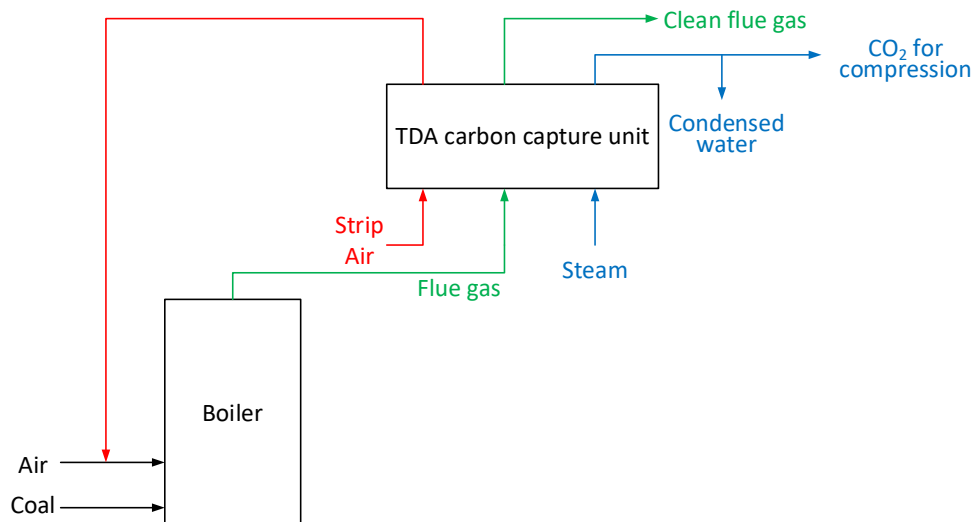 Clean flue gas
CO₂ for
compression
Condensed
water
TDA carbon capture unit
Strip
Air
Steam
Flue gas
Boiler
Air
Coal